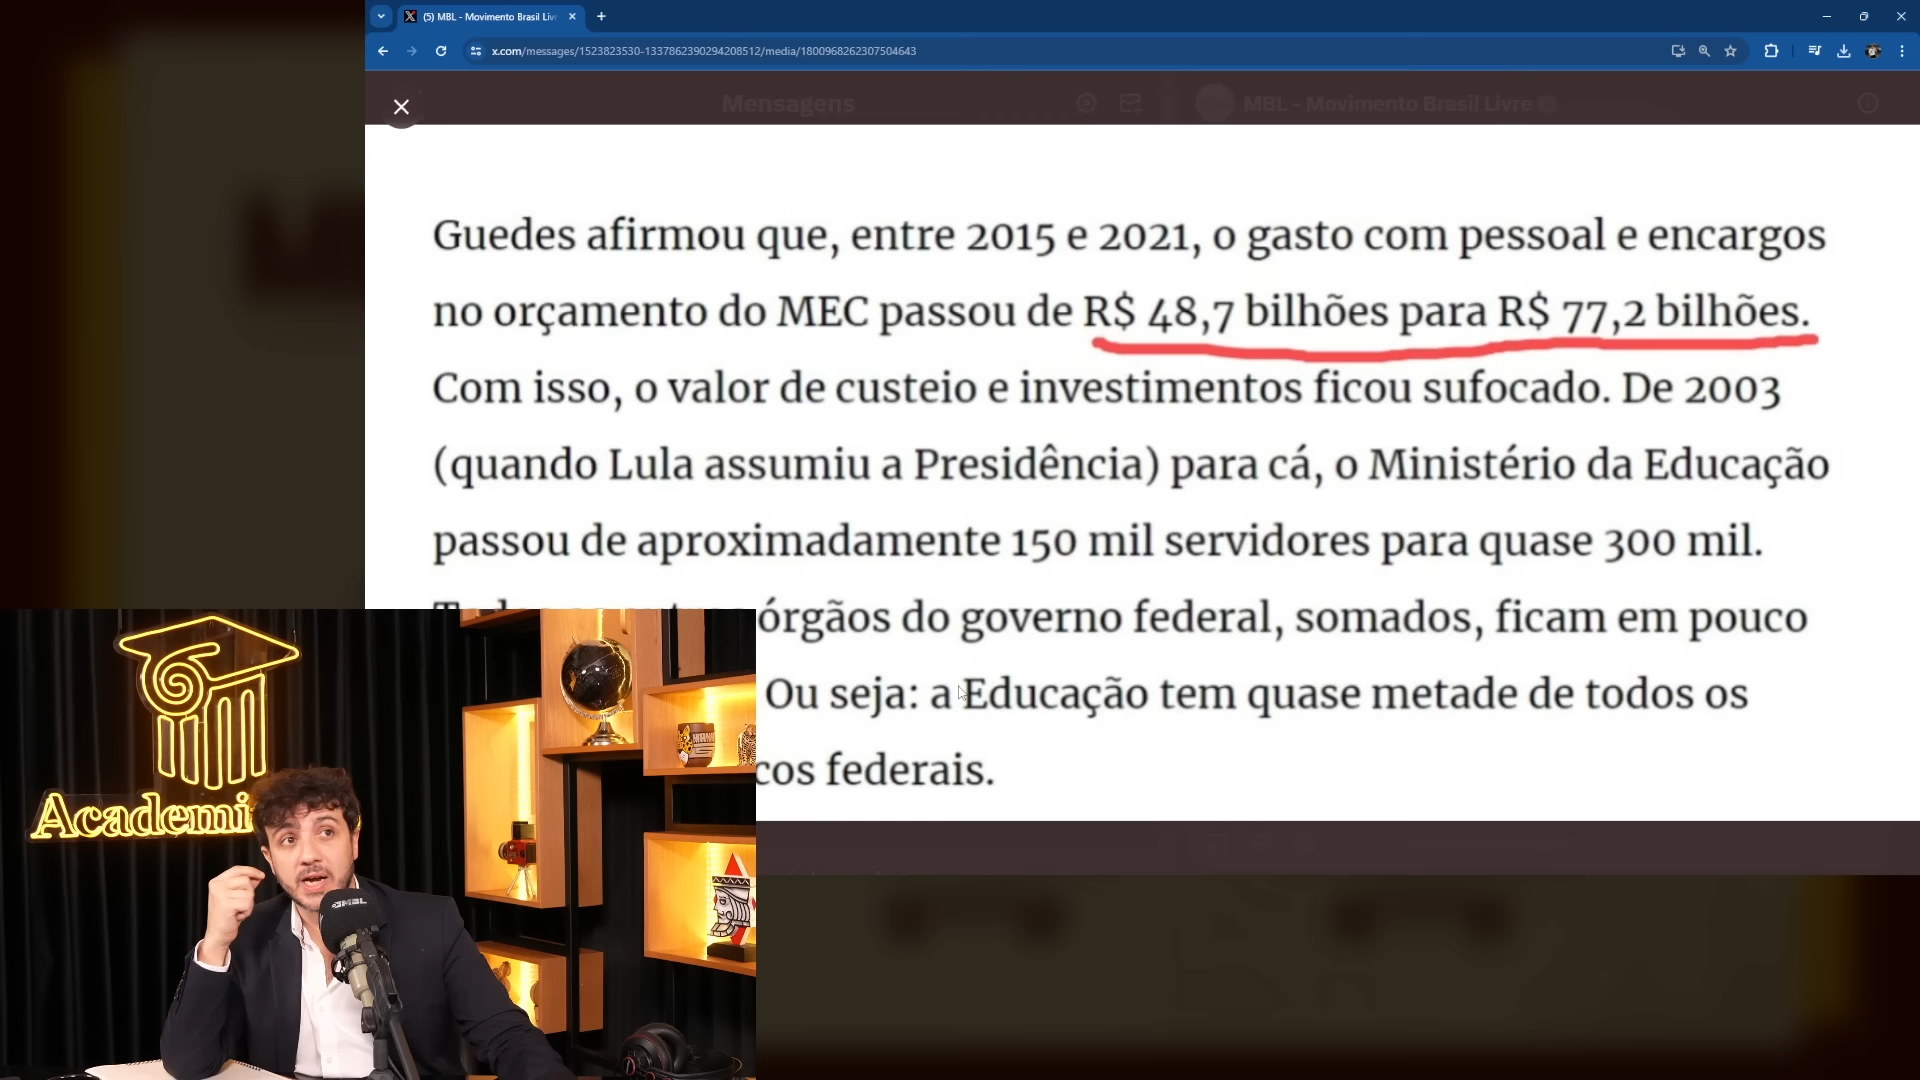 (5) MBL - Movimento Brasil Liv
x.com/messages/1523823530-1337862390294208512/media/1800968262307504643
Mensagens
MBL - Movimento Brasil Livre
Guedes afirmou que, entre 2015 e 2021, o gasto com pessoal e encargos
no orçamento do MEC passou de R$ 48,7 bilhões para R$ 77,2 bilhões.
Com isso, o valor de custeio e investimentos ficou sufocado. De 2003
(quando Lula assumiu a Presidência) para cá, o Ministério da Educação
passou de aproximadamente 150 mil servidores para quase 300 mil.
órgãos do governo federal, somados, ficam em pouco
Ou seja: a Educação tem quase metade de todos os
cos federais.
Academi
MBL